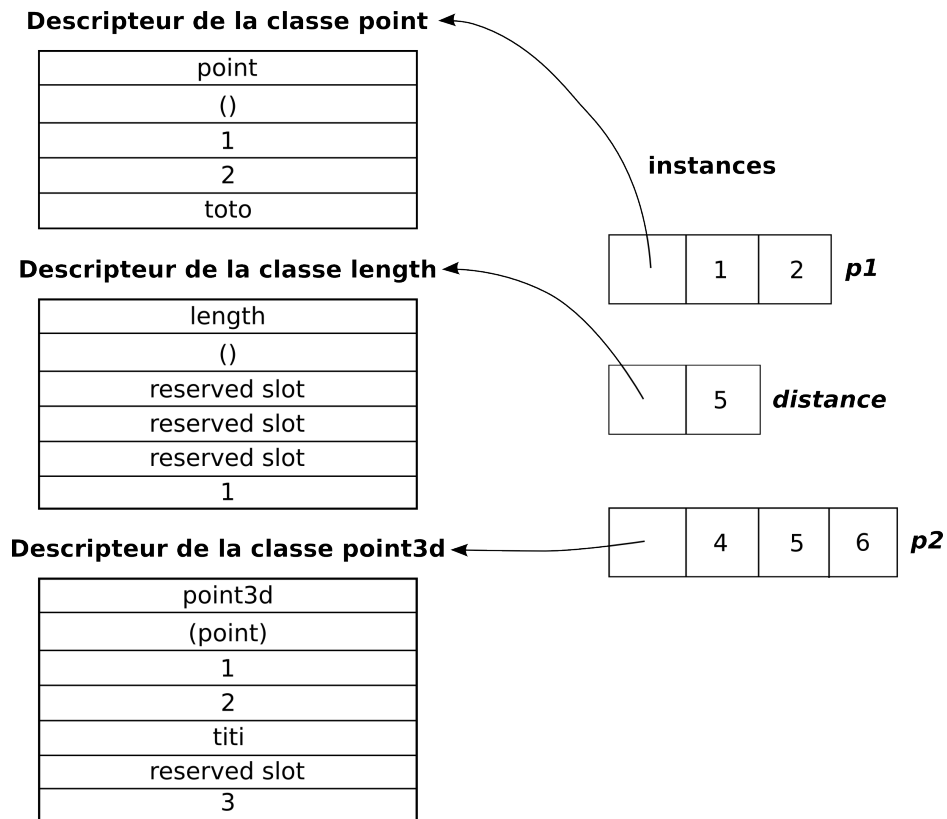 Descripteur de la classe point
point
()
1
2
toto
instances
1 2 p1
Descripteur de la classe length
length
()
reserved slot
reserved slot
reserved slot
1
5 distance
4 5 6 p2
Descripteur de la classe point3d
point3d
(point)
1
2
titi
reserved slot
3